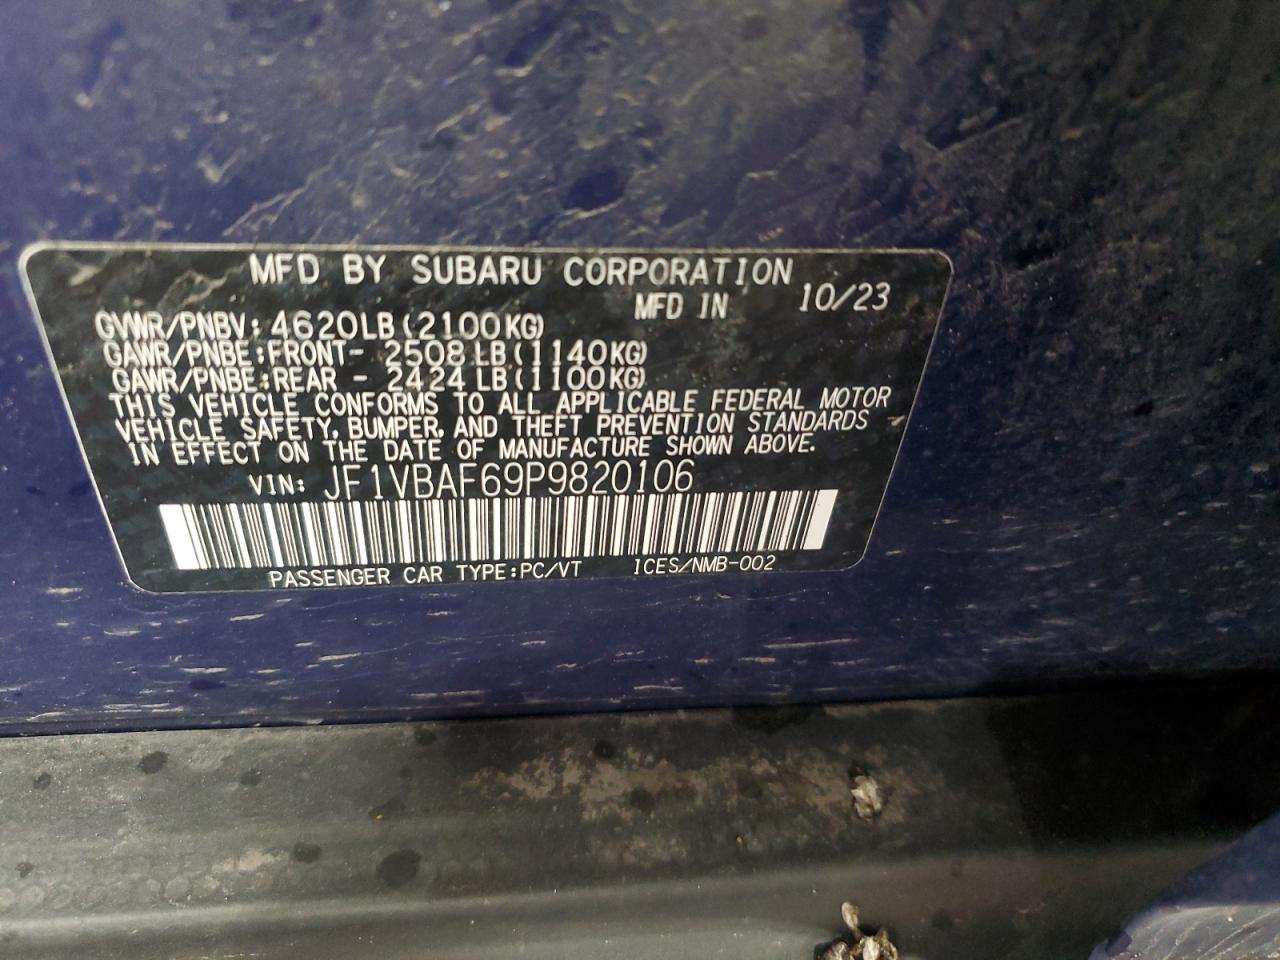 MFD BY SUBARU CORPORATION
MFD IN 10/23
GVWR/PNBV: 4620LB (2100KG)
GAWR/PNBE:FRONT- 2508LB (1140KG)
GAWR/PNBE:REAR - 2424LB (1100KG)
THIS VEHICLE CONFORMS TO ALL APPLICABLE FEDERAL MOTOR
VEHICLE SAFETY, BUMPER, AND THEFT PREVENTION STANDARDS
IN EFFECT ON THE DATE OF MANUFACTURE SHOWN ABOVE.
VIN: JF1VBAF69P9820106
PASSENGER CAR TYPE:PC/VT ICES/NMB-002